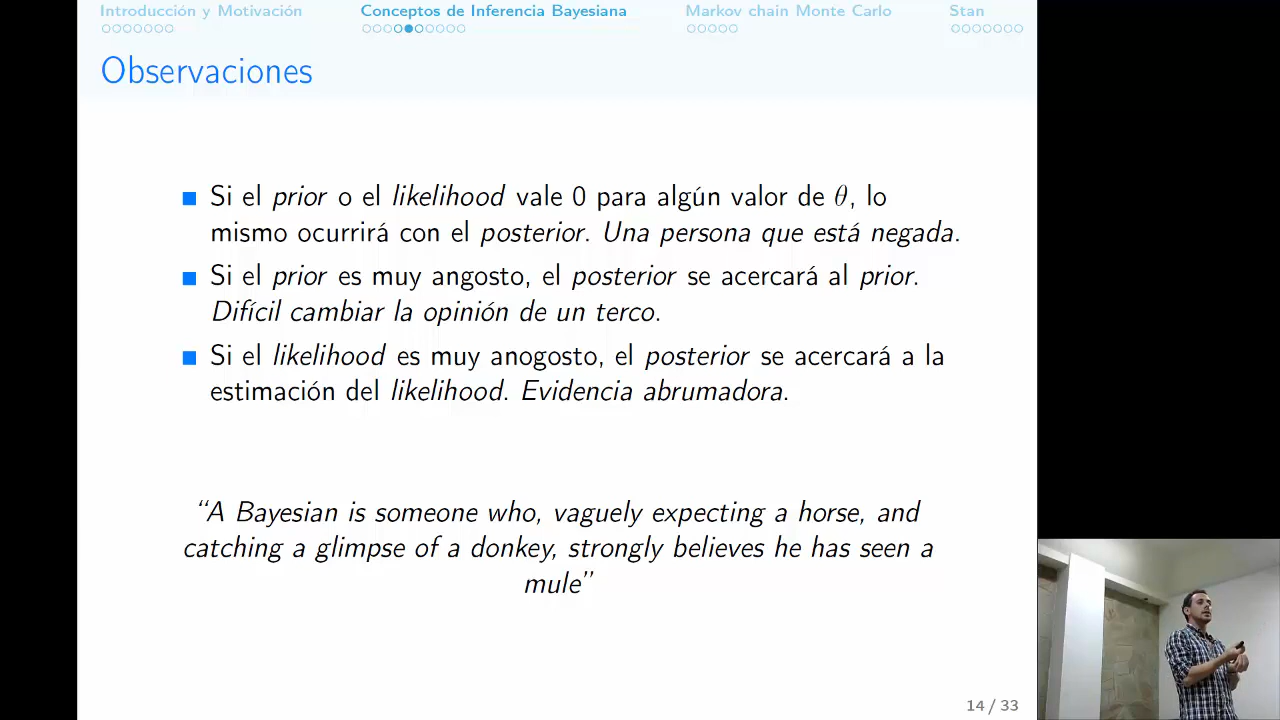 Introducción y Motivación
Conceptos de Inferencia Bayesiana
Markov chain Monte Carlo
Stan
Observaciones
Si el prior o el likelihood vale 0 para algún valor de θ, lo
mismo ocurrirá con el posterior. Una persona que está negada.
Si el prior es muy angosto, el posterior se acercará al prior.
Difícil cambiar la opinión de un terco.
Si el likelihood es muy anogosto, el posterior se acercará a la
estimación del likelihood. Evidencia abrumadora.
“A Bayesian is someone who, vaguely expecting a horse, and
catching a glimpse of a donkey, strongly believes he has seen a
mule”
14 / 33